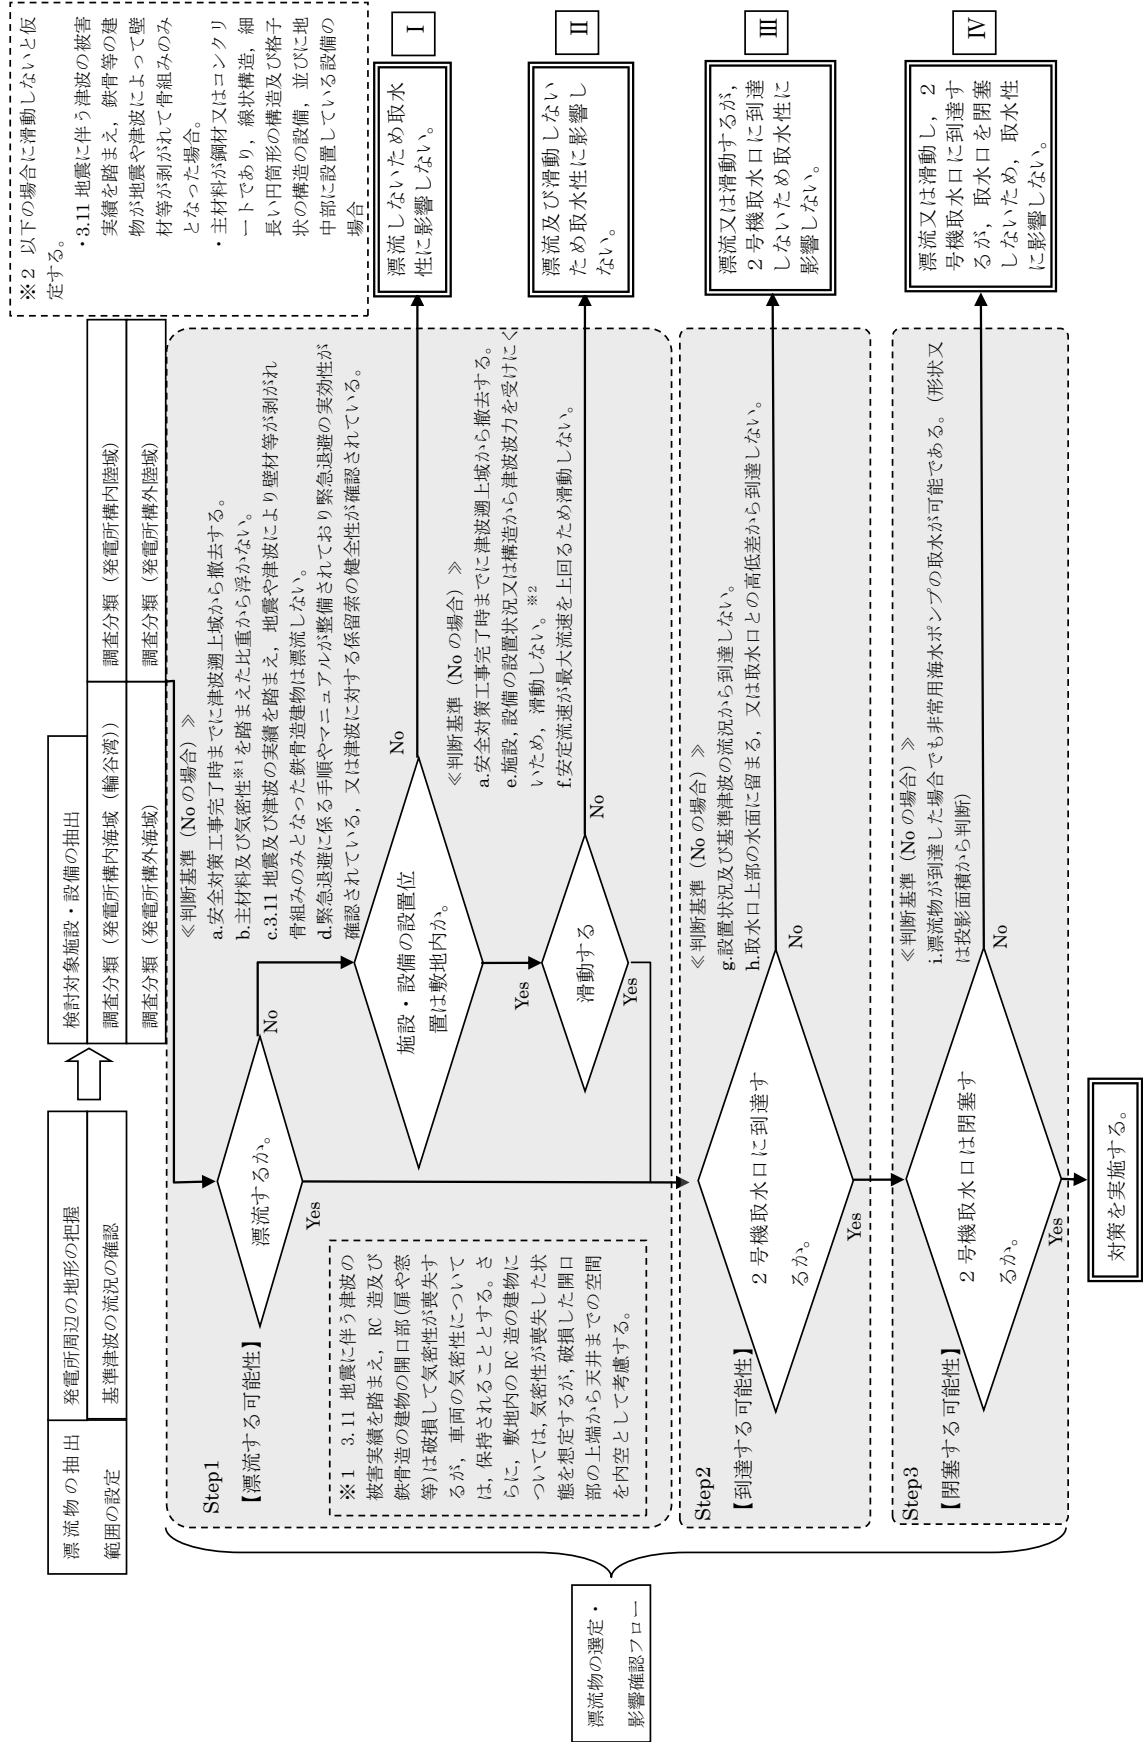 漂流物の抽出
範囲の設定
発電所周辺の地形の把握
基準津波の流況の確認
検討対象施設・設備の抽出
調査分類（発電所構内海域（輪谷湾））
調査分類（発電所構内陸域）
調査分類（発電所構外海域）
調査分類（発電所構外陸域）
※2 以下の場合に滑動しないと仮
定する。
・3.11 地震に伴う津波の被害
実績を踏まえ，鉄骨等の建
物が地震や津波によって壁
材等が剥がれて骨組みのみ
となった場合。
・主材料が鋼材又はコンクリ
ートであり，線状構造，細
長い円筒形の構造及び格子
状の構造の設備，並びに地
中部に設置している設備の
場合
漂流物の選定・
影響確認フロー
Step1
【漂流する可能性】
漂流するか。
No
Yes
《判断基準（No の場合）》
a.安全対策工事完了時までに津波遡上域から撤去する。
b.主材料及び気密性※1を踏まえた比重から浮かない。
c.3.11 地震及び津波の実績を踏まえ，地震や津波により壁材等が剥がれ
骨組みのみとなった鉄骨造建物は漂流しない。
d.緊急退避に係る手順やマニュアルが整備されており緊急退避の実効性が
確認されている，又は津波に対する係留索の健全性が確認されている。
※1 3.11 地震に伴う津波の
被害実績を踏まえ，RC 造及び
鉄骨造の建物の開口部（扉や窓
等）は破損して気密性が喪失す
るが，車両の気密性について
は，保持されることとする。さ
らに，敷地内の RC 造の建物に
ついては，気密性が喪失した状
態を想定するが，破損した開口
部の上端から天井までの空間
を内空として考慮する。
施設・設備の設置位
置は敷地内か。
No
Yes
漂流しないため取水
性に影響しない。
Ⅰ
《判断基準（No の場合）》
a.安全対策工事完了時までに津波遡上域から撤去する。
e.施設，設備の設置状況又は構造から津波波力を受けにく
いため，滑動しない。※2
f.安定流速が最大流速を上回るため滑動しない。
滑動する
No
Yes
漂流及び滑動しない
ため取水性に影響し
ない。
Ⅱ
Step2
【到達する可能性】
2 号機取水口に到達す
るか。
No
Yes
《判断基準（No の場合）》
g.設置状況及び基準津波の流況から到達しない。
h.取水口上部の水面に留まる，又は取水口との高低差から到達しない。
漂流又は滑動するが，
2 号機取水口に到達
しないため取水性に
影響しない。
Ⅲ
Step3
【閉塞する可能性】
2 号機取水口は閉塞す
るか。
No
Yes
《判断基準（No の場合）》
i.漂流物が到達した場合でも非常用海水ポンプの取水が可能である。（形状又
は投影面積から判断）
漂流又は滑動し，2
号機取水口に到達す
るが，取水口を閉塞
しないため，取水性
に影響しない。
Ⅳ
対策を実施する。